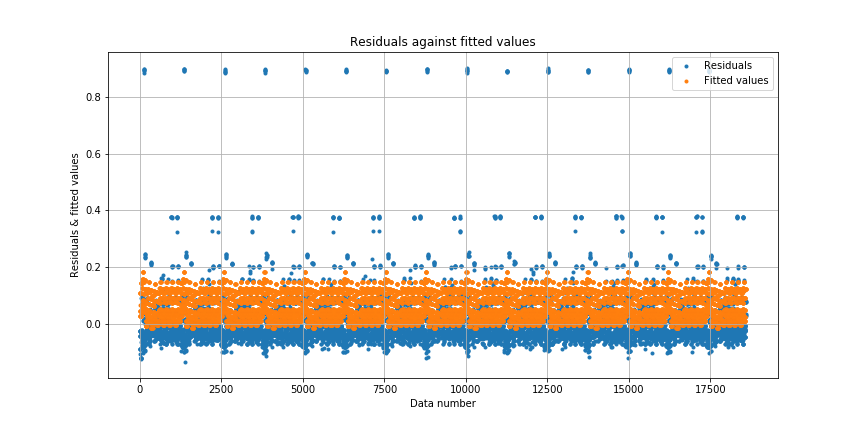 Residuals against fitted values
Residuals
Fitted values
Residuals & fitted values
0.8
0.6
0.4
0.2
0.0
0
2500
5000
7500
10000
12500
15000
17500
Data number